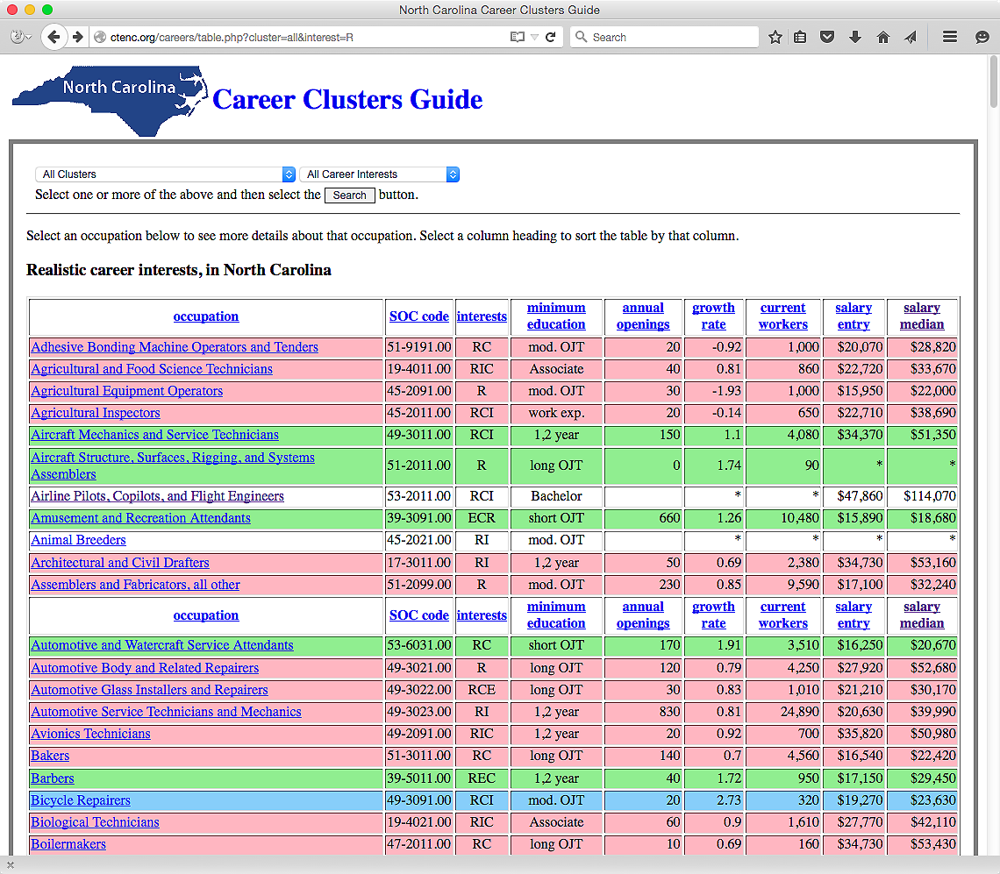 North Carolina Career Clusters Guide
ctenc.org/careers/table.php?cluster=all&interest=R
Search
North Carolina
Career Clusters Guide
All Clusters All Career Interests
Select one or more of the above and then select the Search button.
Select an occupation below to see more details about that occupation. Select a column heading to sort the table by that column.
Realistic career interests, in North Carolina
occupation SOC code interests minimum education annual openings growth rate current workers salary entry salary median
Adhesive Bonding Machine Operators and Tenders 51-9191.00 RC mod. OJT 20 -0.92 1,000 $20,070 $28,820
Agricultural and Food Science Technicians 19-4011.00 RIC Associate 40 0.81 860 $22,720 $33,670
Agricultural Equipment Operators 45-2091.00 R mod. OJT 30 -1.93 1,000 $15,950 $22,000
Agricultural Inspectors 45-2011.00 RCI work exp. 20 -0.14 650 $22,710 $38,690
Aircraft Mechanics and Service Technicians 49-3011.00 RCI 1,2 year 150 1.1 4,080 $34,370 $51,350
Aircraft Structure, Surfaces, Rigging, and Systems
Assemblers 51-2011.00 R long OJT 0 1.74 90 * *
Airline Pilots, Copilots, and Flight Engineers 53-2011.00 RCI Bachelor * * $47,860 $114,070
Amusement and Recreation Attendants 39-3091.00 ECR short OJT 660 1.26 10,480 $15,890 $18,680
Animal Breeders 45-2021.00 RI mod. OJT * * * *
Architectural and Civil Drafters 17-3011.00 RI 1,2 year 50 0.69 2,380 $34,730 $53,160
Assemblers and Fabricators, all other 51-2099.00 R mod. OJT 230 0.85 9,590 $17,100 $32,240
occupation SOC code interests minimum education annual openings growth rate current workers salary entry salary median
Automotive and Watercraft Service Attendants 53-6031.00 RC short OJT 170 1.91 3,510 $16,250 $20,670
Automotive Body and Related Repairers 49-3021.00 R long OJT 120 0.79 4,250 $27,920 $52,680
Automotive Glass Installers and Repairers 49-3022.00 RCE long OJT 30 0.83 1,010 $21,210 $30,170
Automotive Service Technicians and Mechanics 49-3023.00 RI 1,2 year 830 0.81 24,890 $20,630 $39,990
Avionics Technicians 49-2091.00 RIC 1,2 year 20 0.92 700 $35,820 $50,980
Bakers 51-3011.00 RC long OJT 140 0.7 4,560 $16,540 $22,420
Barbers 39-5011.00 REC 1,2 year 40 1.72 950 $17,150 $29,450
Bicycle Repairers 49-3091.00 RCI mod. OJT 20 2.73 320 $19,270 $23,630
Biological Technicians 19-4021.00 RIC Associate 60 0.9 1,610 $27,770 $42,110
Boilermakers 47-2011.00 RC long OJT 10 0.69 160 $34,730 $53,430